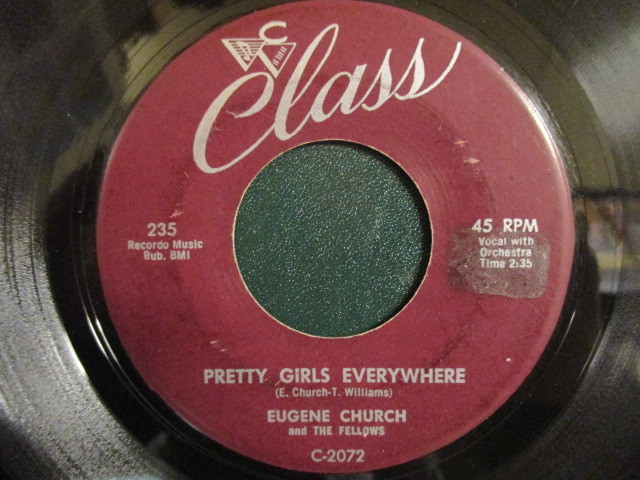 Class
235
Recordo Music
Pub. BMI
45 RPM
Vocal with
Orchestra
Time 2:35
PRETTY GIRLS EVERYWHERE
(E. Church-T. Williams)
EUGENE CHURCH
and THE FELLOWS
C-2072